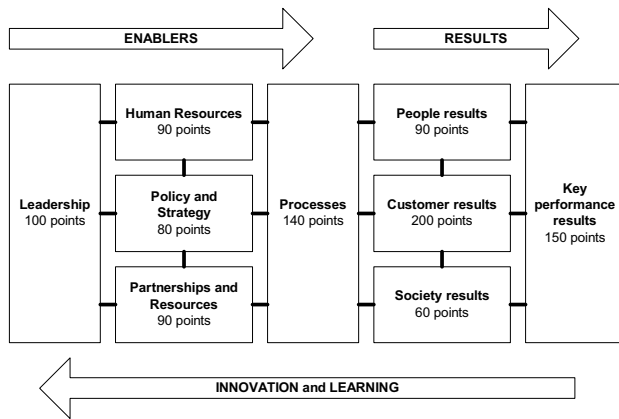 ENABLERS
RESULTS
Leadership
100 points
Human Resources
90 points
Policy and
Strategy
80 points
Partnerships and
Resources
90 points
Processes
140 points
People results
90 points
Customer results
200 points
Society results
60 points
Key
performance
results
150 points
INNOVATION and LEARNING